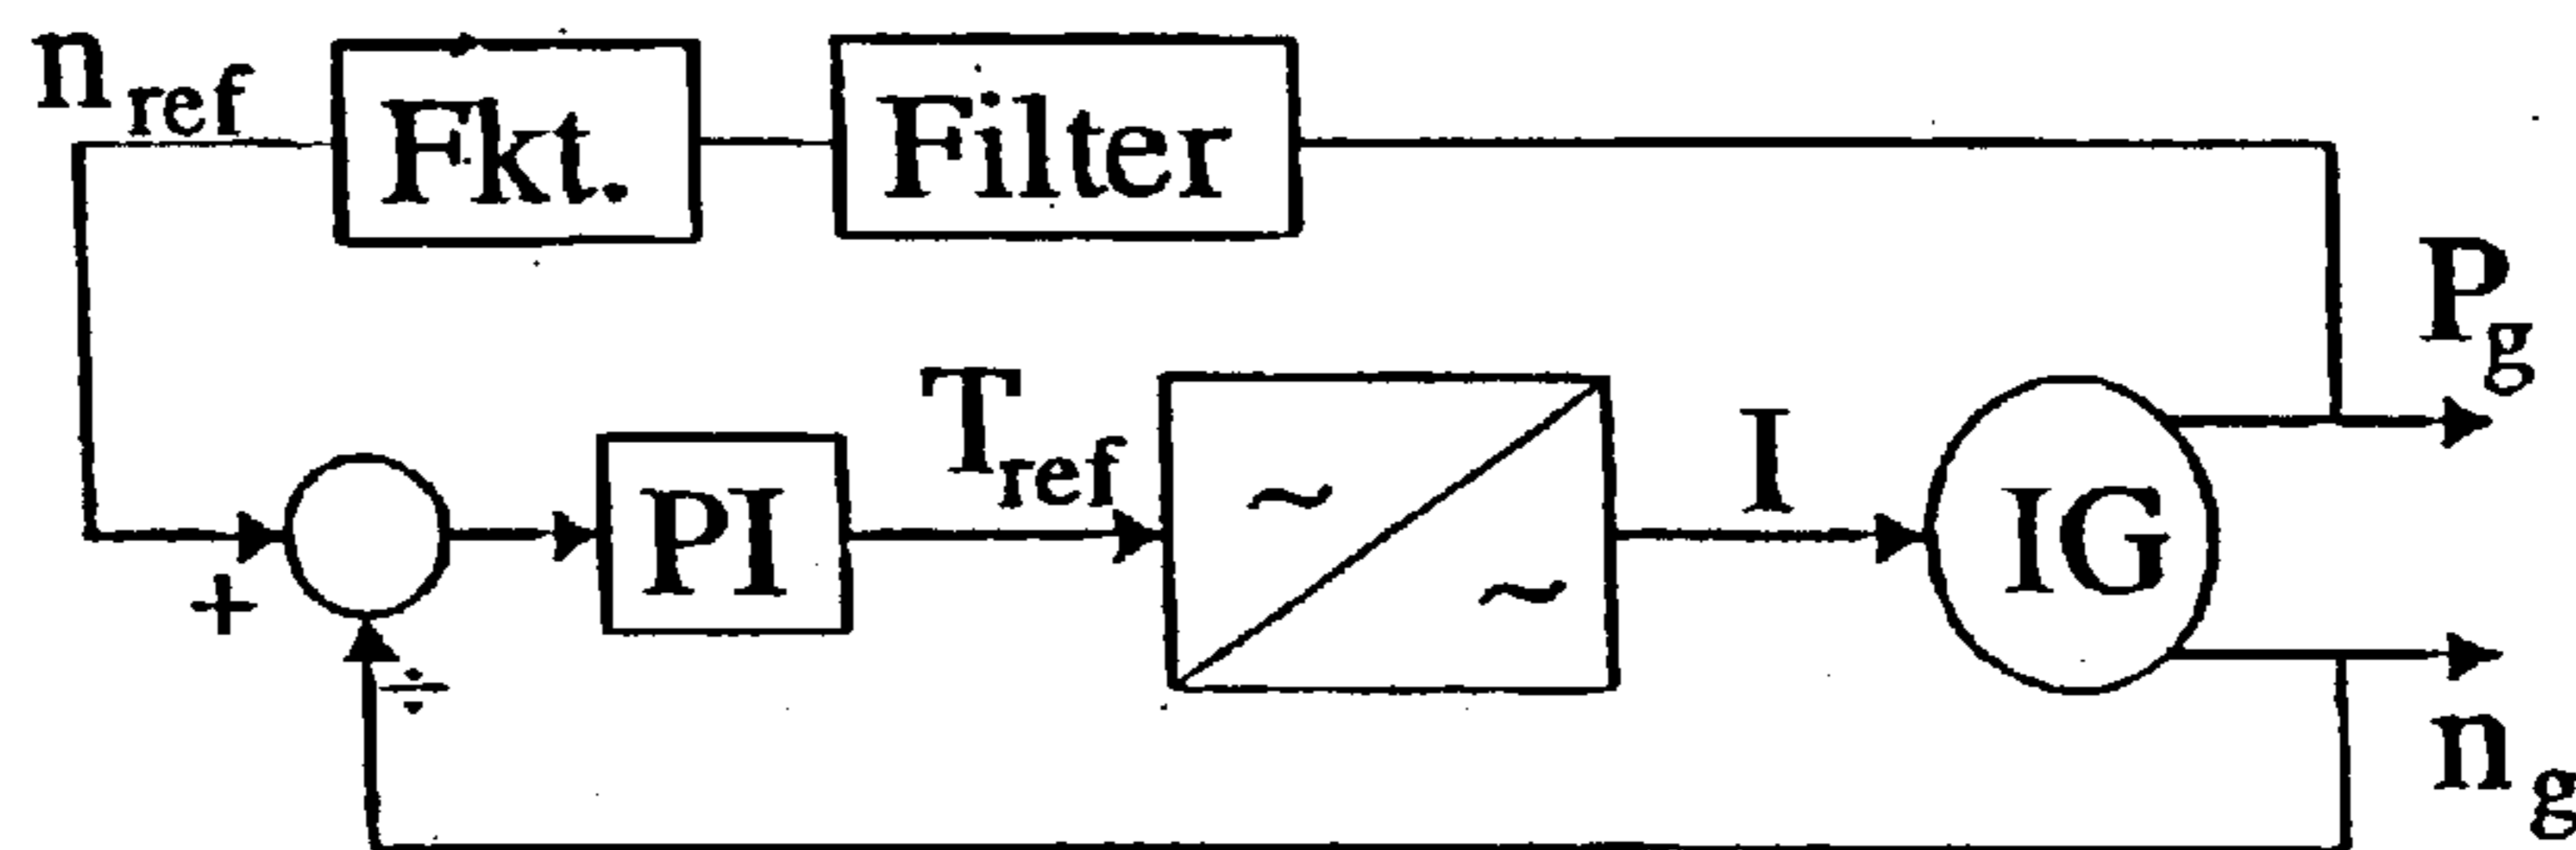 n_ref
Fkt.
Filter
P_g
T_ref
I
~
~
PI
IG
+
÷
n_g